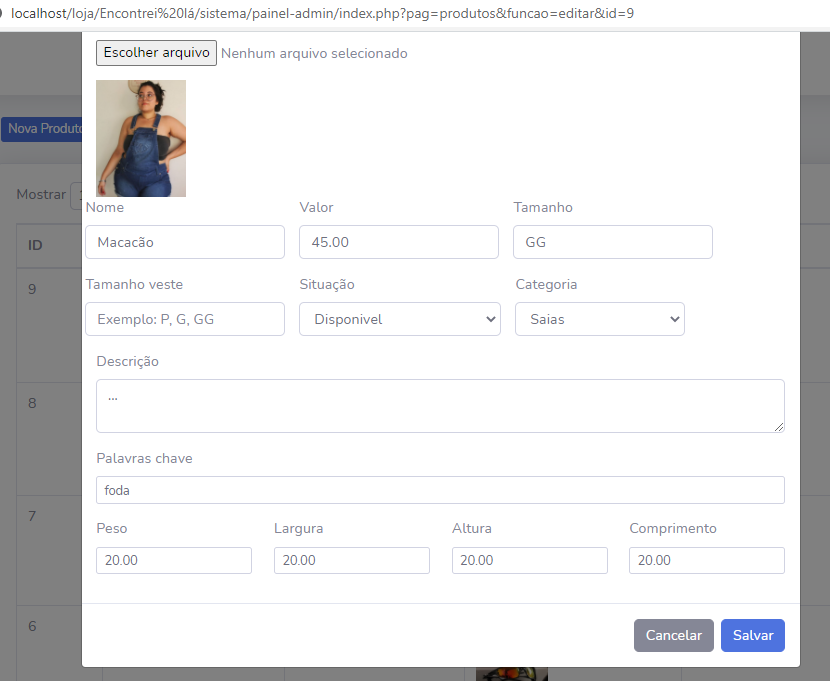 localhost/loja/Encontrei%20lá/sistema/painel-admin/index.php?pag=produtos&funcao=editar&id=9
Escolher arquivo Nenhum arquivo selecionado
Nova Produto
Mostrar
Nome Valor Tamanho
Macacão 45.00 GG
ID
Tamanho veste Situação Categoria
9
Exemplo: P, G, GG Disponivel Saias
Descrição
...
8
Palavras chave
foda
7
Peso Largura Altura Comprimento
20.00 20.00 20.00 20.00
6
Cancelar Salvar